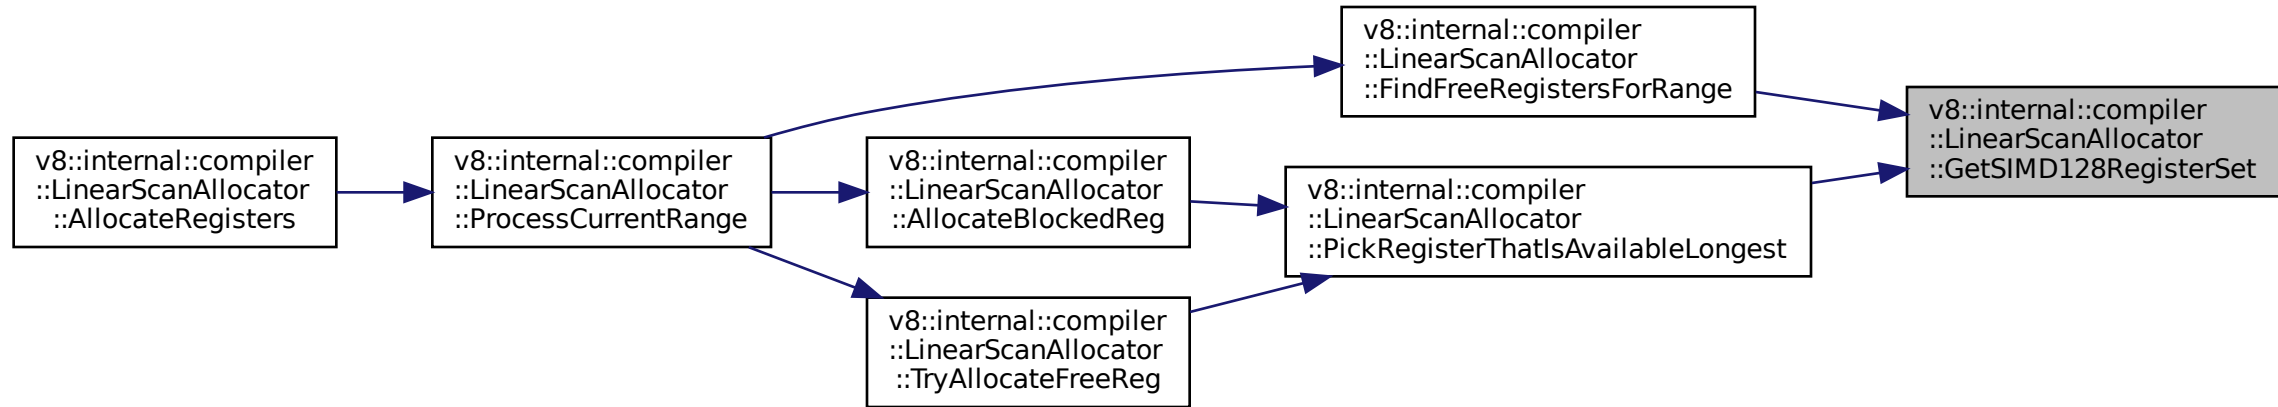 v8::internal::compiler
::LinearScanAllocator
::AllocateRegisters
v8::internal::compiler
::LinearScanAllocator
::ProcessCurrentRange
v8::internal::compiler
::LinearScanAllocator
::FindFreeRegistersForRange
v8::internal::compiler
::LinearScanAllocator
::AllocateBlockedReg
v8::internal::compiler
::LinearScanAllocator
::TryAllocateFreeReg
v8::internal::compiler
::LinearScanAllocator
::PickRegisterThatIsAvailableLongest
v8::internal::compiler
::LinearScanAllocator
::GetSIMD128RegisterSet